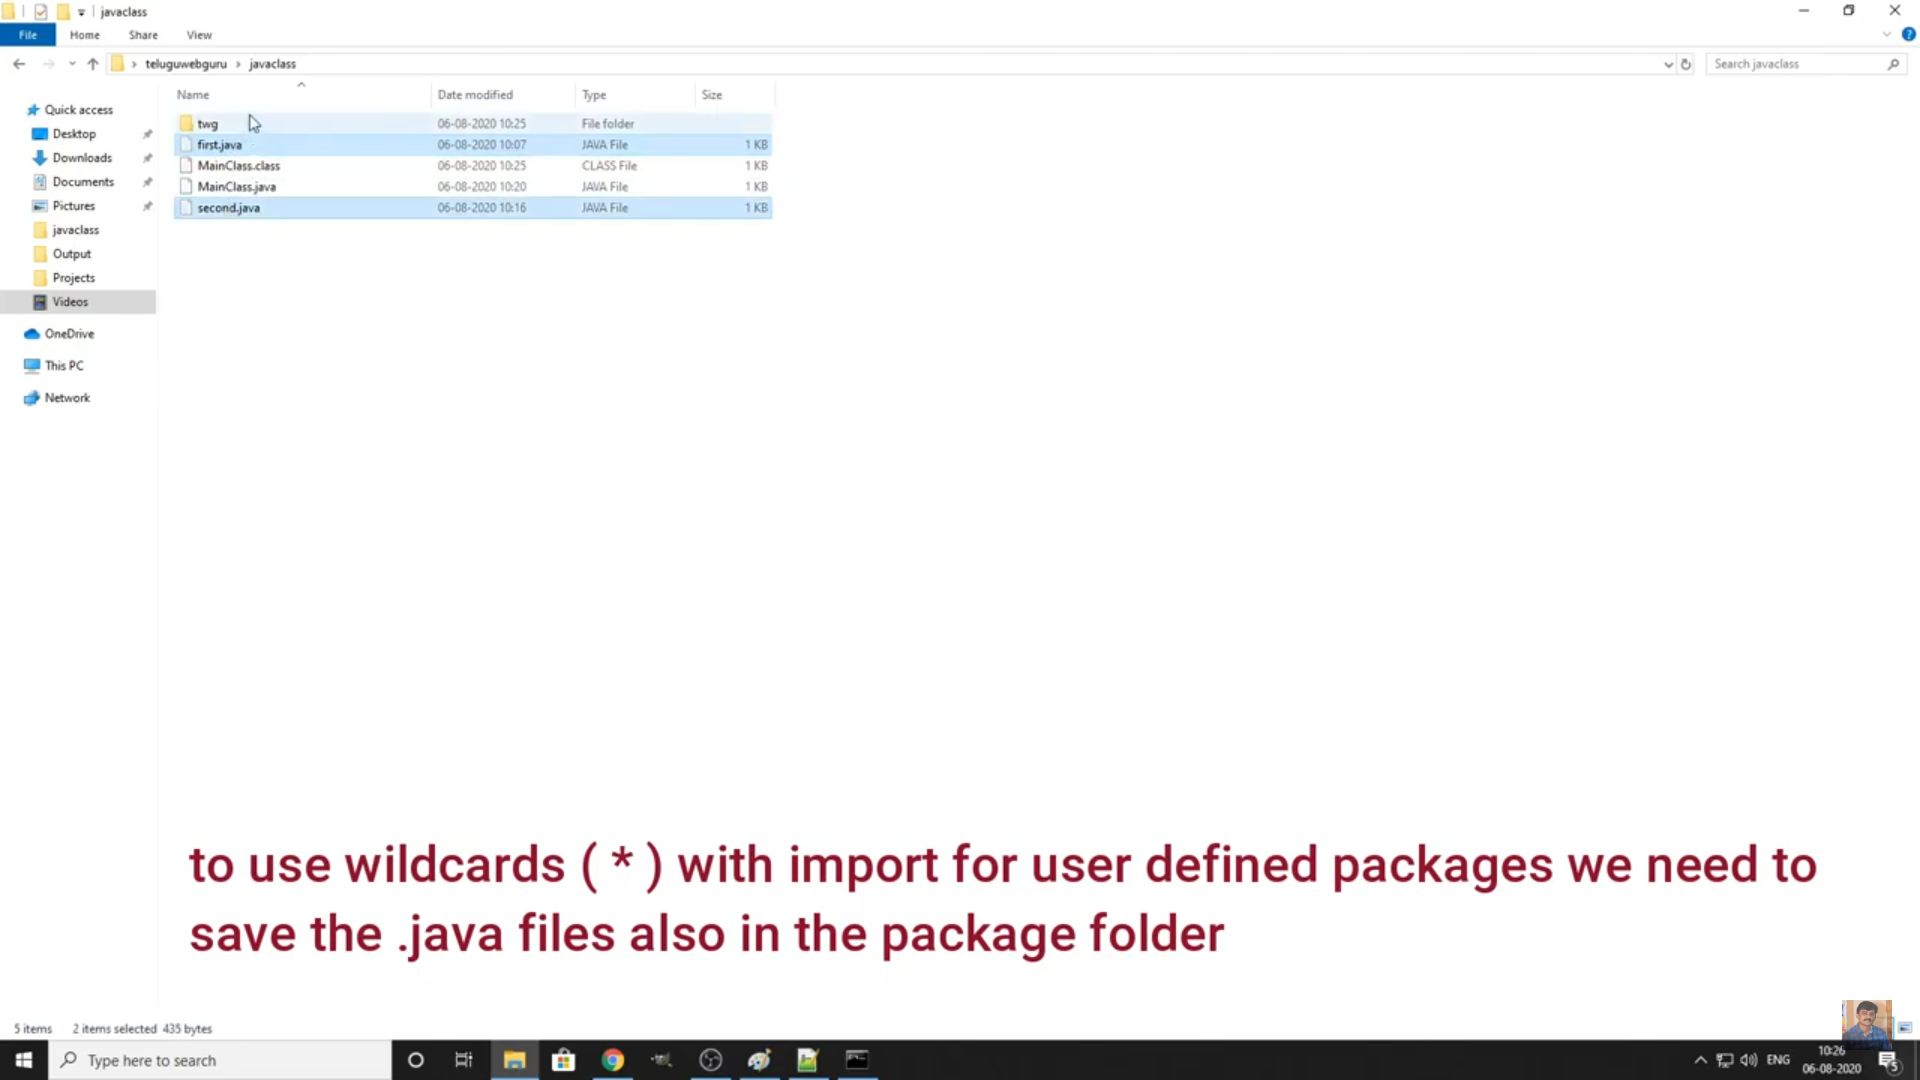 javaclass
File Home Share View
teluguwebguru › javaclass
Search javaclass
Name Date modified Type Size
twg 06-08-2020 10:25 File folder
first.java 06-08-2020 10:07 JAVA File 1 KB
MainClass.class 06-08-2020 10:25 CLASS File 1 KB
MainClass.java 06-08-2020 10:20 JAVA File 1 KB
second.java 06-08-2020 10:16 JAVA File 1 KB
Quick access
Desktop
Downloads
Documents
Pictures
javaclass
Output
Projects
Videos
OneDrive
This PC
Network
to use wildcards ( * ) with import for user defined packages we need to
save the .java files also in the package folder
5 items 2 items selected 435 bytes
Type here to search
ENG
10:26
06-08-2020
5